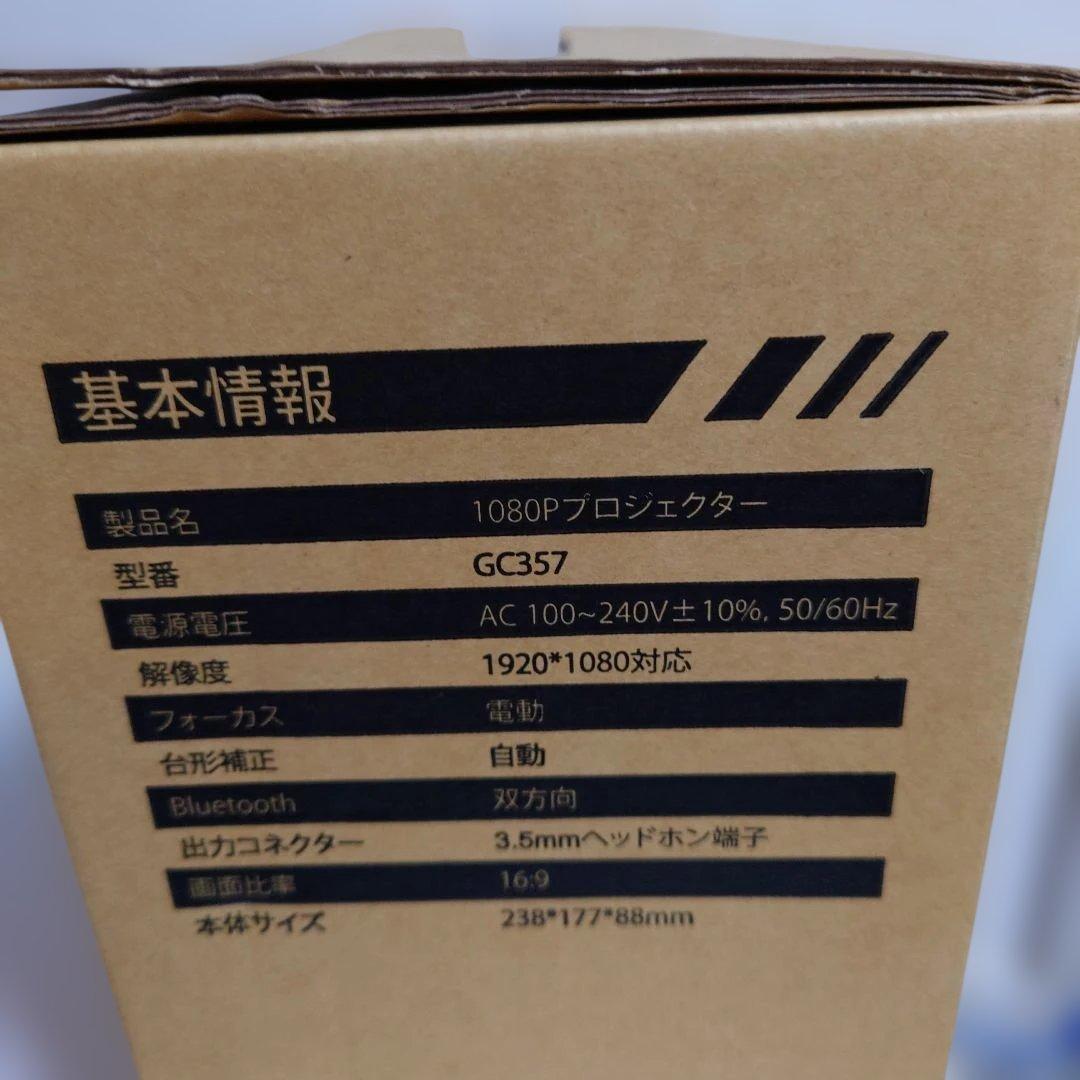 基本情報
製品名 1080Pプロジェクター
型番 GC357
電源電圧 AC 100~240V±10%, 50/60Hz
解像度 1920*1080対応
フォーカス 電動
台形補正 自動
Bluetooth 双方向
出力コネクター 3.5mmヘッドホン端子
画面比率 16:9
本体サイズ 238*177*88mm